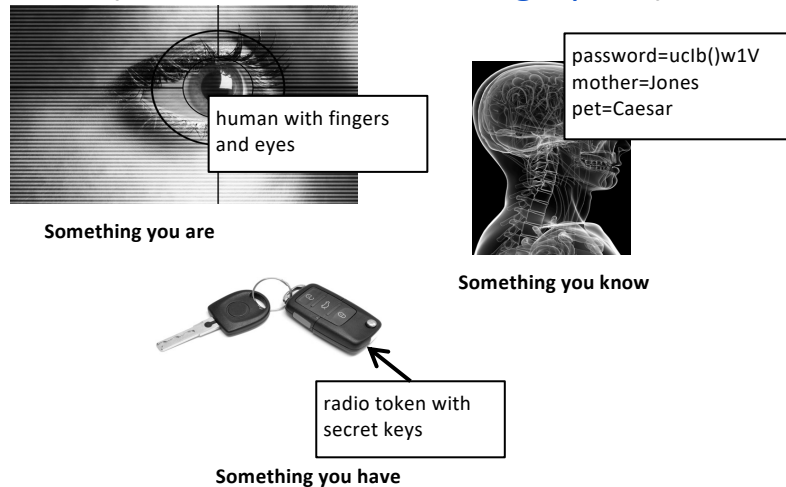 human with fingers
and eyes
Something you are
password=ucIb()w1V
mother=Jones
pet=Caesar
Something you know
radio token with
secret keys
Something you have